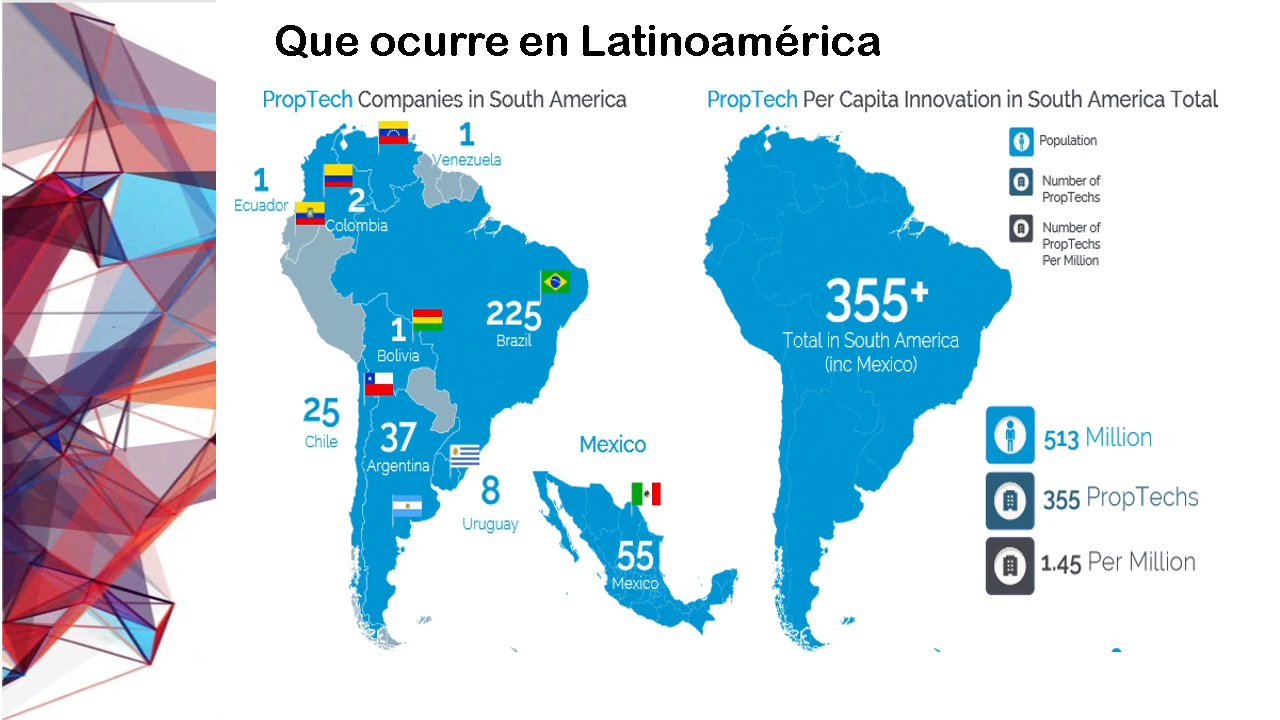 Que ocurre en Latinoamérica
PropTech Companies in South America
1
Venezuela
1
Ecuador
2
Colombia
225
Brazil
1
Bolivia
25
Chile
37
Argentina
8
Uruguay
Mexico
55
Mexico
PropTech Per Capita Innovation in South America Total
Population
Number of
PropTechs
Number of
PropTechs
Per Million
355+
Total in South America
(inc Mexico)
513 Million
355 PropTechs
1.45 Per Million